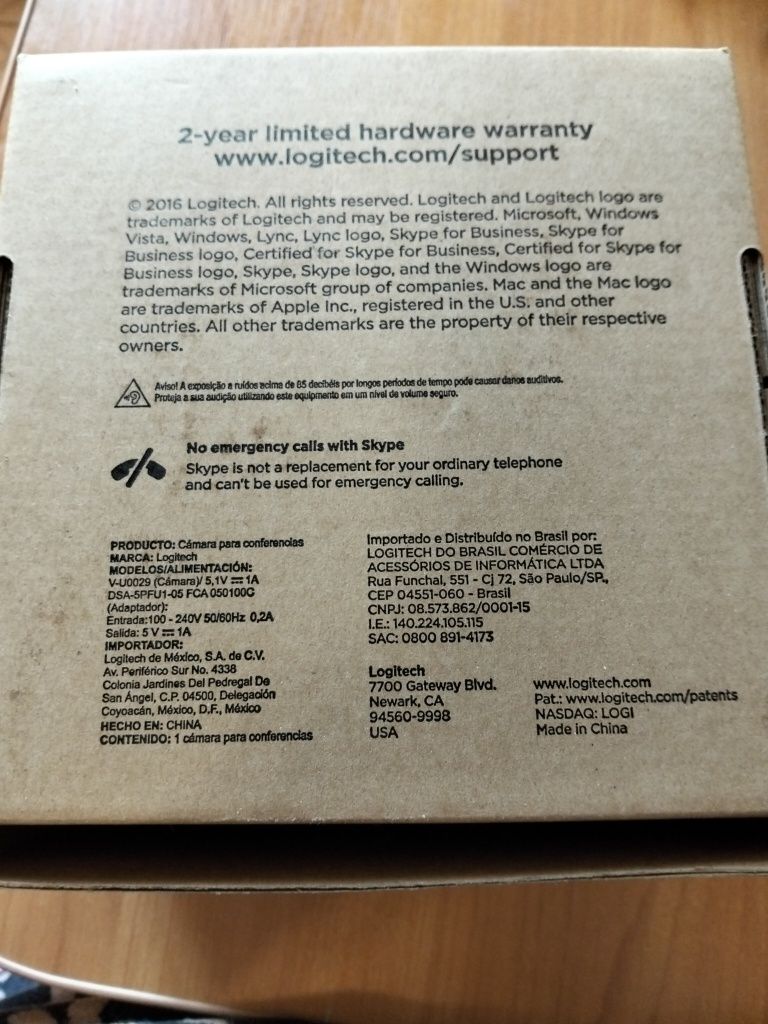 2-year limited hardware warranty
www.logitech.com/support
© 2016 Logitech. All rights reserved. Logitech and Logitech logo are
trademarks of Logitech and may be registered. Microsoft, Windows
Vista, Windows, Lync, Lync logo, Skype for Business, Skype for
Business logo, Certified for Skype for Business, Certified for Skype for
Business logo, Skype, Skype logo, and the Windows logo are
trademarks of Microsoft group of companies. Mac and the Mac logo
are trademarks of Apple Inc., registered in the U.S. and other
countries. All other trademarks are the property of their respective
owners.
Aviso! A exposição a ruídos acima de 85 decibéis por longos períodos de tempo pode causar danos auditivos.
Proteja a sua audição utilizando este equipamento em um nível de volume seguro.
No emergency calls with Skype
Skype is not a replacement for your ordinary telephone
and can't be used for emergency calling.
PRODUCTO: Cámara para conferencias
MARCA: Logitech
MODELOS/ALIMENTACIÓN:
V-U0029 (Cámara)/ 5,1V ⎓ 1A
DSA-5PFU1-05 FCA 050100G
(Adaptador):
Entrada:100 - 240V 50/60Hz 0,2A
Salida: 5 V ⎓ 1A
IMPORTADOR:
Logitech de México, S.A. de C.V.
Av. Periférico Sur No. 4338
Colonia Jardines Del Pedregal De
San Ángel, C.P. 04500, Delegación
Coyoacán, México, D.F., México
HECHO EN: CHINA
CONTENIDO: 1 cámara para conferencias
Importado e Distribuído no Brasil por:
LOGITECH DO BRASIL COMÉRCIO DE
ACESSÓRIOS DE INFORMÁTICA LTDA
Rua Funchal, 551 - Cj 72, São Paulo/SP.,
CEP 04551-060 - Brasil
CNPJ: 08.573.862/0001-15
I.E.: 140.224.105.115
SAC: 0800 891-4173
Logitech
7700 Gateway Blvd.
Newark, CA
94560-9998
USA
www.logitech.com
Pat.: www.logitech.com/patents
NASDAQ: LOGI
Made in China